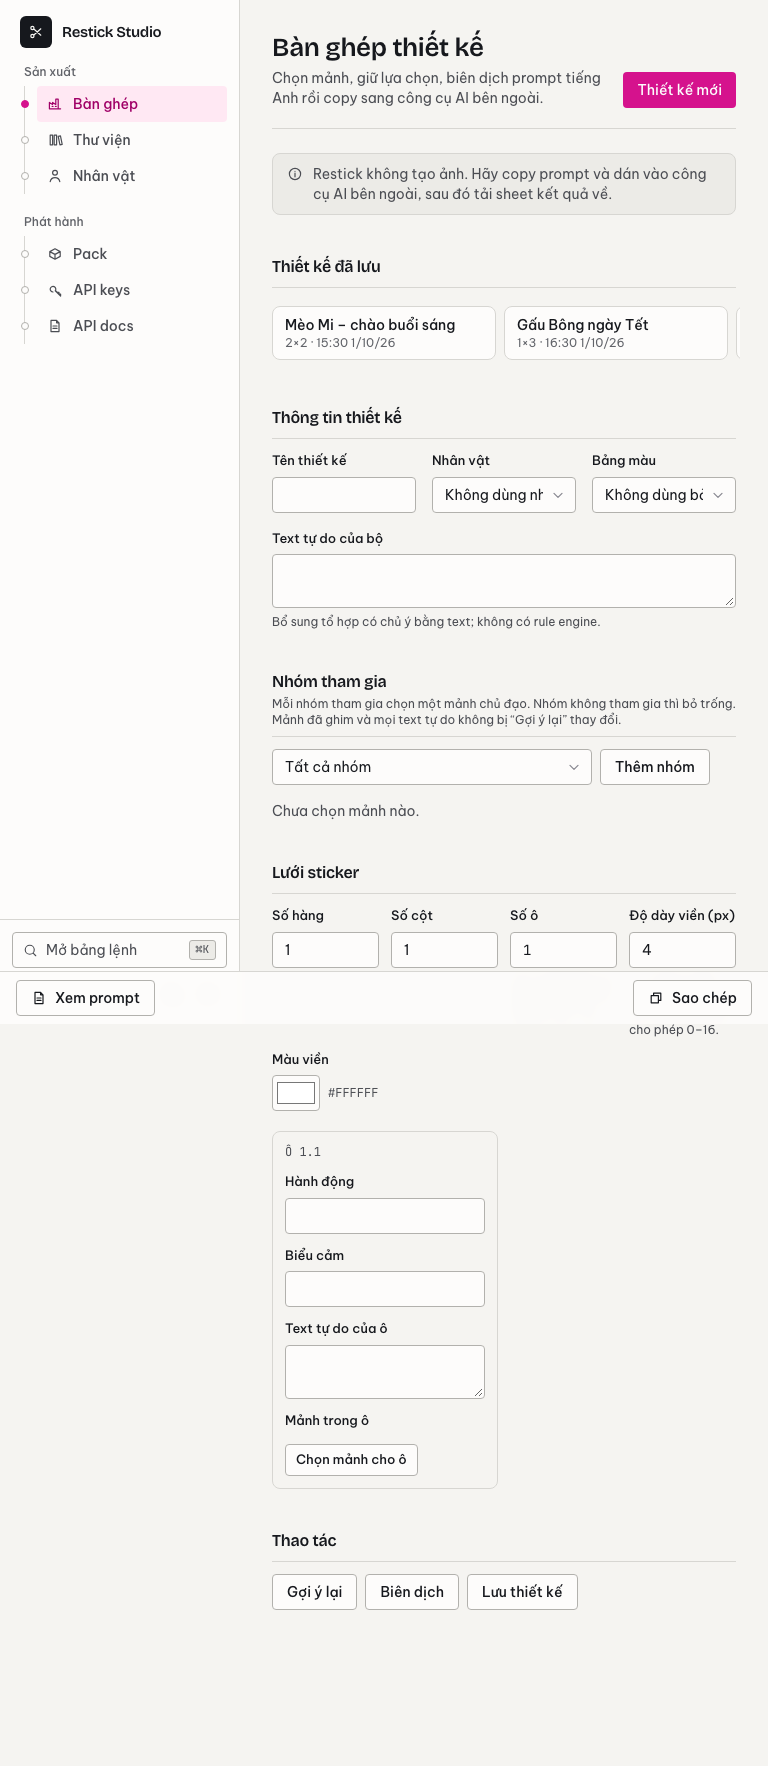 Restick Studio
Sản xuất
Bàn ghép
Thư viện
Nhân vật
Phát hành
Pack
API keys
API docs
Mở bảng lệnh
⌘K
Bàn ghép thiết kế
Chọn mảnh, giữ lựa chọn, biên dịch prompt tiếng
Anh rồi copy sang công cụ AI bên ngoài.
Thiết kế mới
Restick không tạo ảnh. Hãy copy prompt và dán vào công
cụ AI bên ngoài, sau đó tải sheet kết quả về.
Thiết kế đã lưu
Mèo Mi – chào buổi sáng
2×2 · 15:30 1/10/26
Gấu Bông ngày Tết
1×3 · 16:30 1/10/26
Thông tin thiết kế
Tên thiết kế
Nhân vật
Bảng màu
Không dùng nh
Không dùng bả
Text tự do của bộ
Bổ sung tổ hợp có chủ ý bằng text; không có rule engine.
Nhóm tham gia
Mỗi nhóm tham gia chọn một mảnh chủ đạo. Nhóm không tham gia thì bỏ trống.
Mảnh đã ghim và mọi text tự do không bị “Gợi ý lại” thay đổi.
Tất cả nhóm
Thêm nhóm
Chưa chọn mảnh nào.
Lưới sticker
Số hàng
Số cột
Số ô
Độ dày viền (px)
1
1
1
4
Xem prompt
Sao chép
cho phép 0–16.
Màu viền
#FFFFFF
Ô 1.1
Hành động
Biểu cảm
Text tự do của ô
Mảnh trong ô
Chọn mảnh cho ô
Thao tác
Gợi ý lại
Biên dịch
Lưu thiết kế